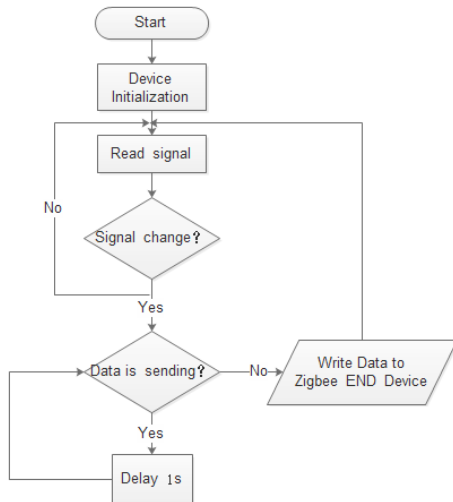 Start
Device
Initialization
Read signal
No
Signal change?
Yes
Data is sending?
No
Write Data to
Zigbee END Device
Yes
Delay 1s